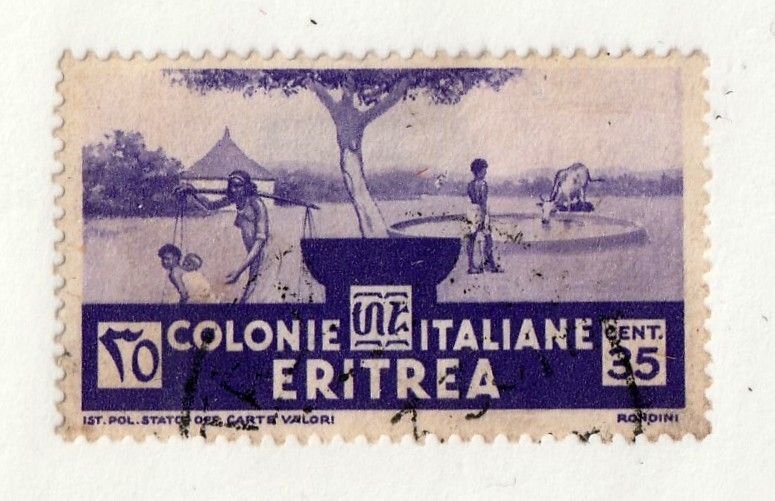 ٣٥
COLONIE ITALIANE
ERITREA
CENT.
35
IST. POL. STATO OFF. CARTE VALORI
RONDINI